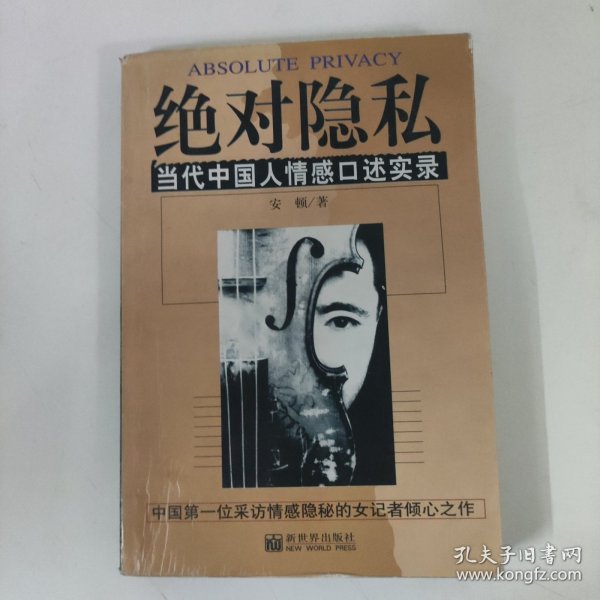 ABSOLUTE PRIVACY
绝对隐私
当代中国人情感口述实录
安 顿/著
中国第一位采访情感隐秘的女记者倾心之作
新世界出版社
NEW WORLD PRESS
孔夫子旧书网
www.kongfz.com